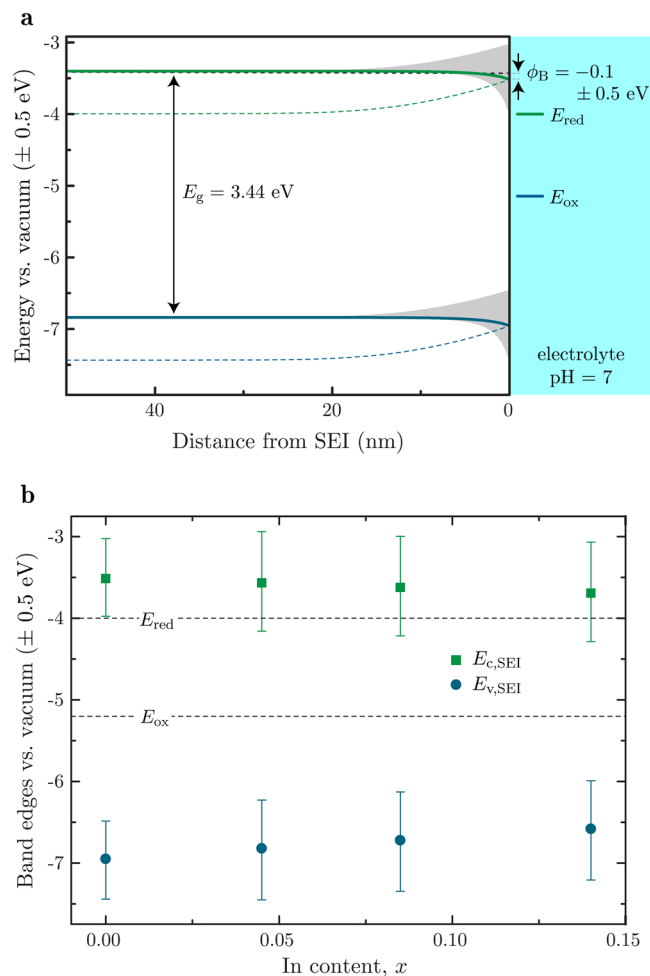 a
-3
-4
-5
-6
-7
Energy vs. vacuum (± 0.5 eV)
E_g = 3.44 eV
ϕ_B = −0.1
± 0.5 eV
E_red
E_ox
electrolyte
pH = 7
40
20
0
Distance from SEI (nm)
b
-3
-4
-5
-6
-7
Band edges vs. vacuum (± 0.5 eV)
E_red
E_c,SEI
E_v,SEI
E_ox
0.00
0.05
0.10
0.15
In content, x